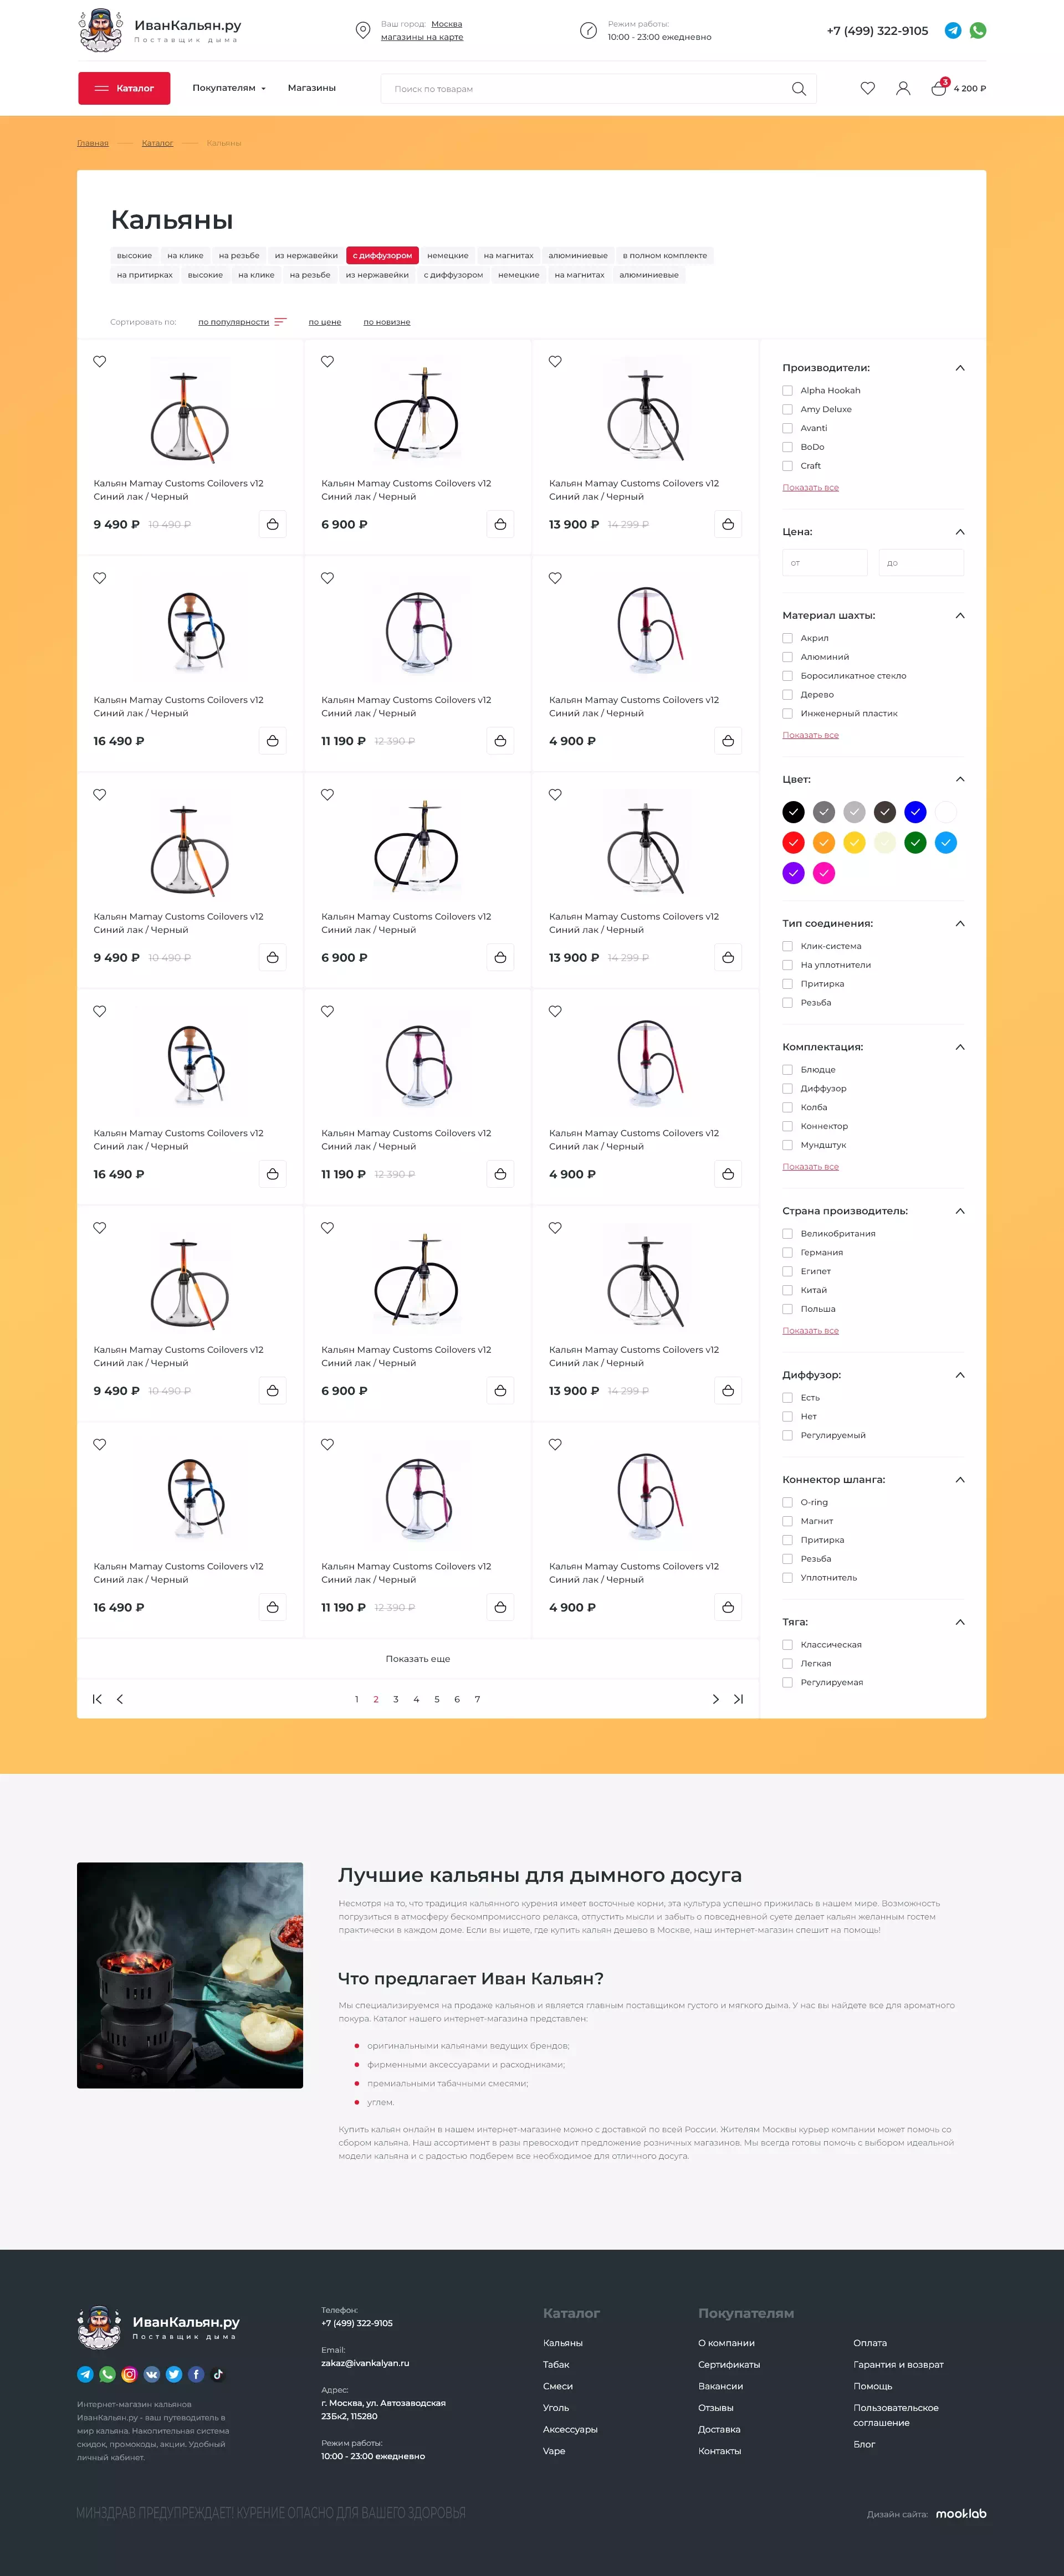 ИванКальян.ру
Поставщик дыма
Ваш город: Москва
магазины на карте
Режим работы:
10:00 - 23:00 ежедневно
+7 (499) 322-9105
Каталог
Покупателям
Магазины
Поиск по товарам
3
4 200 ₽
Главная
Каталог
Кальяны
Кальяны
высокие на клике на резьбе из нержавейки с диффузором немецкие на магнитах алюминиевые в полном комплекте
на притирках высокие на клике на резьбе из нержавейки с диффузором немецкие на магнитах алюминиевые
Сортировать по: по популярности по цене по новизне
Кальян Mamay Customs Coilovers v12
Синий лак / Черный
9 490 ₽ 10 490 ₽
Кальян Mamay Customs Coilovers v12
Синий лак / Черный
6 900 ₽
Кальян Mamay Customs Coilovers v12
Синий лак / Черный
13 900 ₽ 14 299 ₽
Кальян Mamay Customs Coilovers v12
Синий лак / Черный
16 490 ₽
Кальян Mamay Customs Coilovers v12
Синий лак / Черный
11 190 ₽ 12 390 ₽
Кальян Mamay Customs Coilovers v12
Синий лак / Черный
4 900 ₽
Кальян Mamay Customs Coilovers v12
Синий лак / Черный
9 490 ₽ 10 490 ₽
Кальян Mamay Customs Coilovers v12
Синий лак / Черный
6 900 ₽
Кальян Mamay Customs Coilovers v12
Синий лак / Черный
13 900 ₽ 14 299 ₽
Кальян Mamay Customs Coilovers v12
Синий лак / Черный
16 490 ₽
Кальян Mamay Customs Coilovers v12
Синий лак / Черный
11 190 ₽ 12 390 ₽
Кальян Mamay Customs Coilovers v12
Синий лак / Черный
4 900 ₽
Кальян Mamay Customs Coilovers v12
Синий лак / Черный
9 490 ₽ 10 490 ₽
Кальян Mamay Customs Coilovers v12
Синий лак / Черный
6 900 ₽
Кальян Mamay Customs Coilovers v12
Синий лак / Черный
13 900 ₽ 14 299 ₽
Кальян Mamay Customs Coilovers v12
Синий лак / Черный
16 490 ₽
Кальян Mamay Customs Coilovers v12
Синий лак / Черный
11 190 ₽ 12 390 ₽
Кальян Mamay Customs Coilovers v12
Синий лак / Черный
4 900 ₽
Показать еще
1 2 3 4 5 6 7
Производители:
Alpha Hookah
Amy Deluxe
Avanti
BoDo
Craft
Показать все
Цена:
от
до
Материал шахты:
Акрил
Алюминий
Боросиликатное стекло
Дерево
Инженерный пластик
Показать все
Цвет:
Тип соединения:
Клик-система
На уплотнители
Притирка
Резьба
Комплектация:
Блюдце
Диффузор
Колба
Коннектор
Мундштук
Показать все
Страна производитель:
Великобритания
Германия
Египет
Китай
Польша
Показать все
Диффузор:
Есть
Нет
Регулируемый
Коннектор шланга:
O-ring
Магнит
Притирка
Резьба
Уплотнитель
Тяга:
Классическая
Легкая
Регулируемая
Лучшие кальяны для дымного досуга
Несмотря на то, что традиция кальянного курения имеет восточные корни, эта культура успешно прижилась в нашем мире. Возможность
погрузиться в атмосферу бескомпромиссного релакса, отпустить мысли и забыть о повседневной суете делает кальян желанным гостем
практически в каждом доме. Если вы ищете, где купить кальян дешево в Москве, наш интернет-магазин спешит на помощь!
Что предлагает Иван Кальян?
Мы специализируемся на продаже кальянов и является главным поставщиком густого и мягкого дыма. У нас вы найдете все для ароматного
покура. Каталог нашего интернет-магазина представлен:
оригинальными кальянами ведущих брендов;
фирменными аксессуарами и расходниками;
премиальными табачными смесями;
углем.
Купить кальян онлайн в нашем интернет-магазине можно с доставкой по всей России. Жителям Москвы курьер компании может помочь со
сбором кальяна. Наш ассортимент в разы превосходит предложение розничных магазинов. Мы всегда готовы помочь с выбором идеальной
модели кальяна и с радостью подберем все необходимое для отличного досуга.
ИванКальян.ру
Поставщик дыма
Интернет-магазин кальянов
ИванКальян.ру - ваш путеводитель в
мир кальяна. Накопительная система
скидок, промокоды, акции. Удобный
личный кабинет.
Телефон:
+7 (499) 322-9105
Email:
zakaz@ivankalyan.ru
Адрес:
г. Москва, ул. Автозаводская
23Бк2, 115280
Режим работы:
10:00 - 23:00 ежедневно
Каталог
Кальяны
Табак
Смеси
Уголь
Аксессуары
Vape
Покупателям
О компании
Сертификаты
Вакансии
Отзывы
Доставка
Контакты
Оплата
Гарантия и возврат
Помощь
Пользовательское
соглашение
Блог
МИНЗДРАВ ПРЕДУПРЕЖДАЕТ! КУРЕНИЕ ОПАСНО ДЛЯ ВАШЕГО ЗДОРОВЬЯ
Дизайн сайта: mooklab